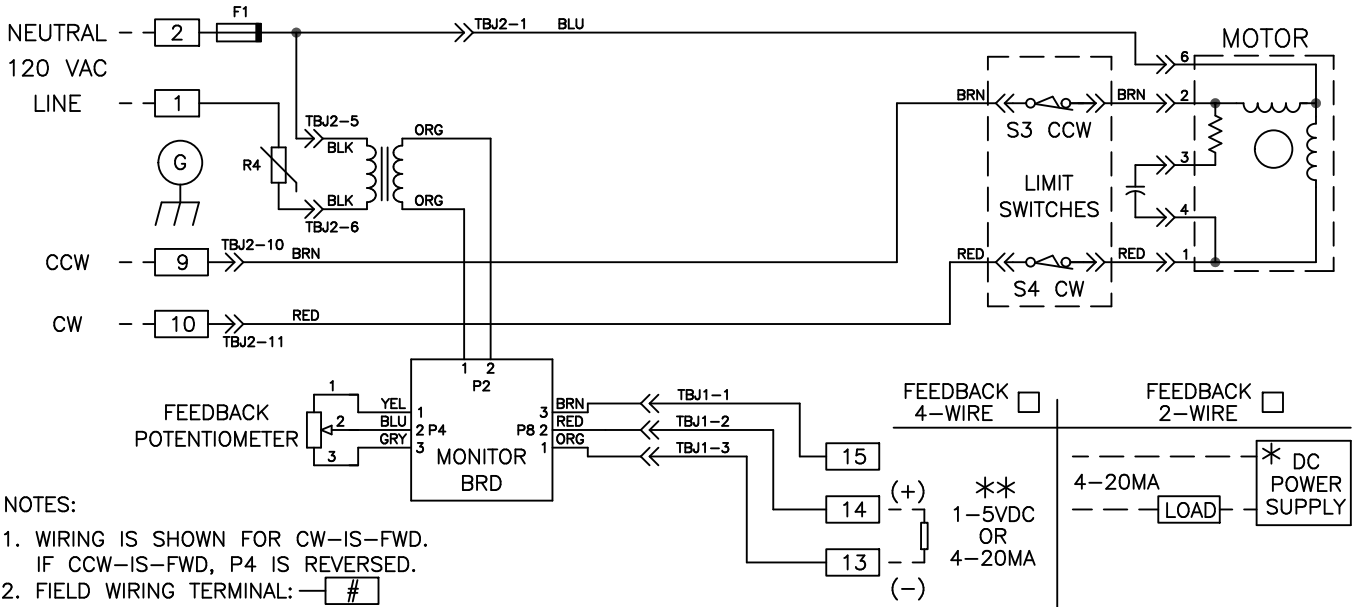 F1
NEUTRAL 2 TBJ2-1 BLU
120 VAC
LINE 1
MOTOR
6
BRN BRN 2
S3 CCW
TBJ2-5
BLK
ORG
G
R4
3
LIMIT
SWITCHES
BLK
ORG
TBJ2-6
4
CCW 9 TBJ2-10 BRN
RED RED 1
S4 CW
CW 10 RED
TBJ2-11
1 2
P2
FEEDBACK
POTENTIOMETER
1
2
3
YEL
BLU
GRY
1
2 P4
3
MONITOR
BRD
3
P8 2
1
BRN
RED
ORG
TBJ1-1
TBJ1-2
TBJ1-3
15
14
13
(+)
(-)
FEEDBACK
4-WIRE
**
1-5VDC
OR
4-20MA
FEEDBACK
2-WIRE
4-20MA
LOAD
* DC
POWER
SUPPLY
NOTES:
1. WIRING IS SHOWN FOR CW-IS-FWD.
IF CCW-IS-FWD, P4 IS REVERSED.
2. FIELD WIRING TERMINAL: #